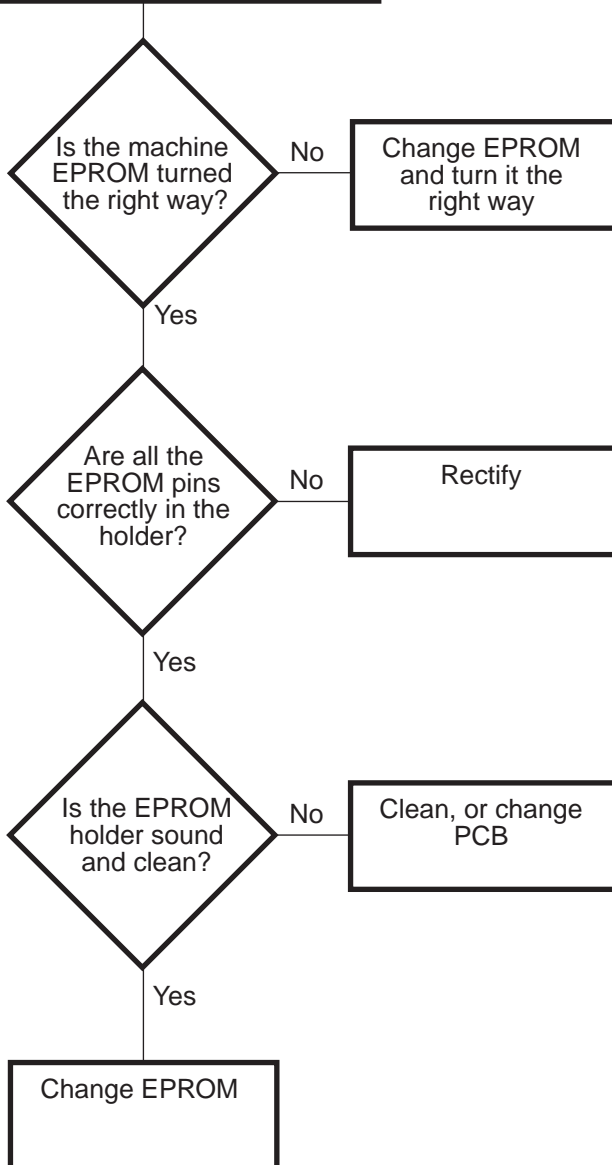 Is the machine
EPROM turned
the right way?
No
Change EPROM
and turn it the
right way
Yes
Are all the
EPROM pins
correctly in the
holder?
No
Rectify
Yes
Is the EPROM
holder sound
and clean?
No
Clean, or change
PCB
Yes
Change EPROM